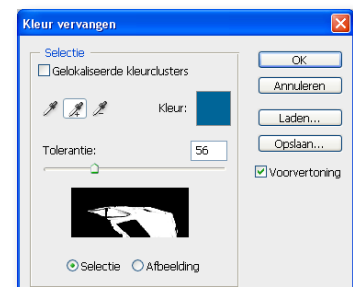 Kleur vervangen
Selectie
Gelokaliseerde kleurclusters
Kleur:
Tolerantie: 56
Selectie Afbeelding
OK
Annuleren
Laden...
Opslaan...
Voorvertoning